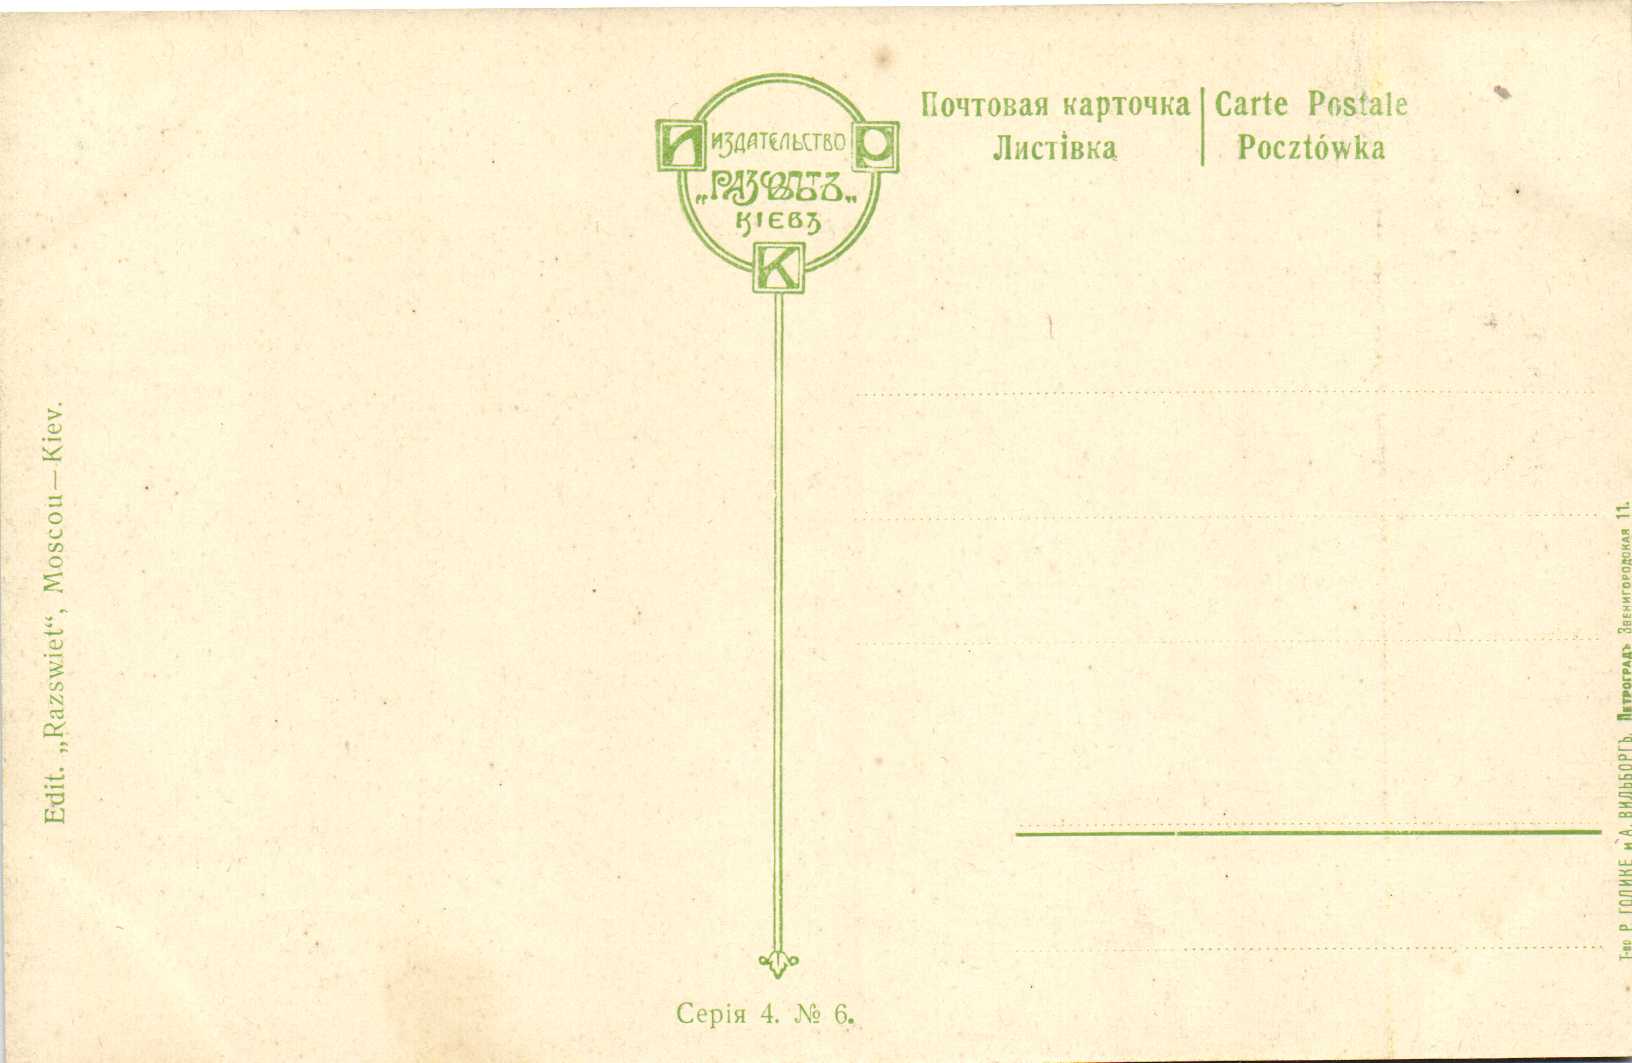 Почтовая карточка
Листівка
Carte Postale
Pocztówka
И
ИЗДАТЕЛЬСТВО
Р
„РАЗСВѢТЪ„
КІЕВЪ
К
Edit. „Razswiet“, Moscou—Kiev.
Т-во Р. ГОЛИКЕ и А. ВИЛЬБОРГЪ. ПЕТРОГРАДЪ Звенигородская 11.
Серія 4. № 6.